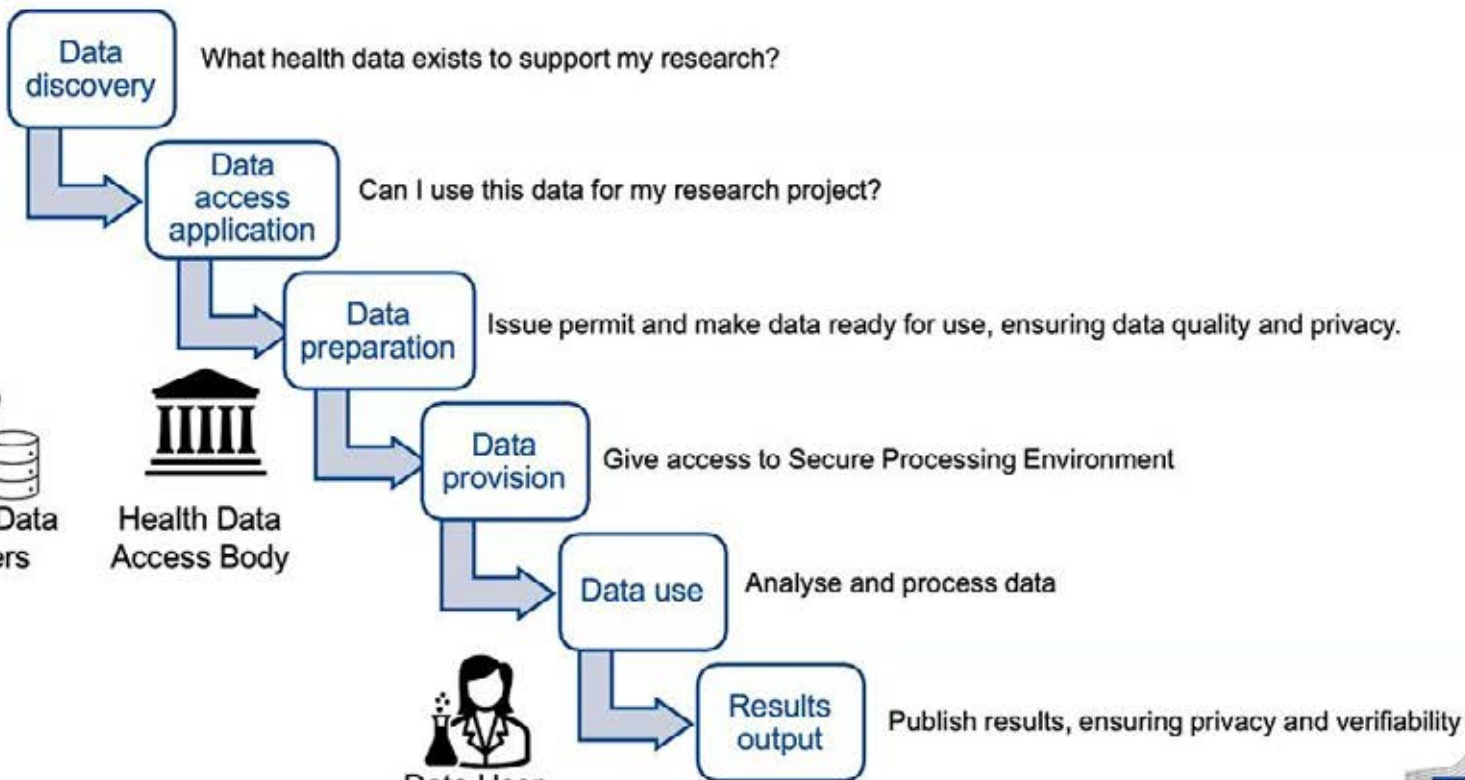 Data
discovery
What health data exists to support my research?
Data
access
application
Can I use this data for my research project?
Data
preparation
Issue permit and make data ready for use, ensuring data quality and privacy.
Data
provision
Give access to Secure Processing Environment
Data
Health Data
Access Body
Data use
Analyse and process data
Results
output
Publish results, ensuring privacy and verifiability
Data User